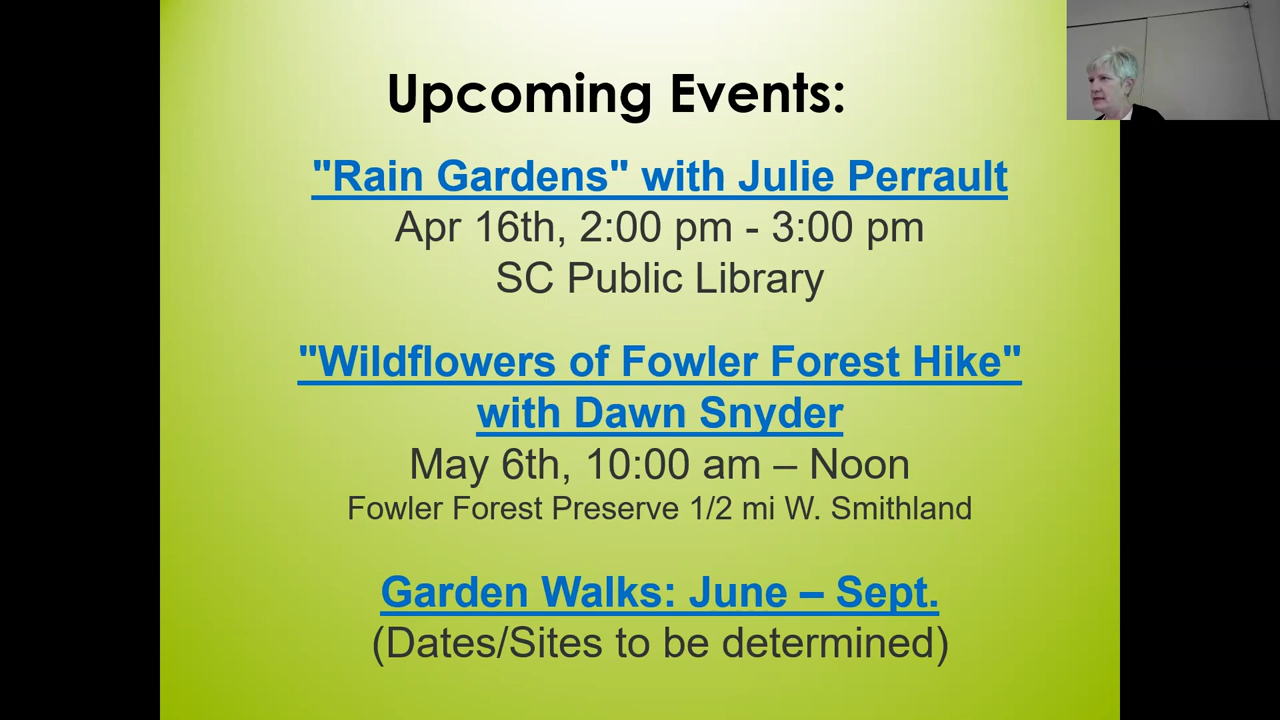 Upcoming Events:
"Rain Gardens" with Julie Perrault
Apr 16th, 2:00 pm - 3:00 pm
SC Public Library
"Wildflowers of Fowler Forest Hike"
with Dawn Snyder
May 6th, 10:00 am – Noon
Fowler Forest Preserve 1/2 mi W. Smithland
Garden Walks: June – Sept.
(Dates/Sites to be determined)